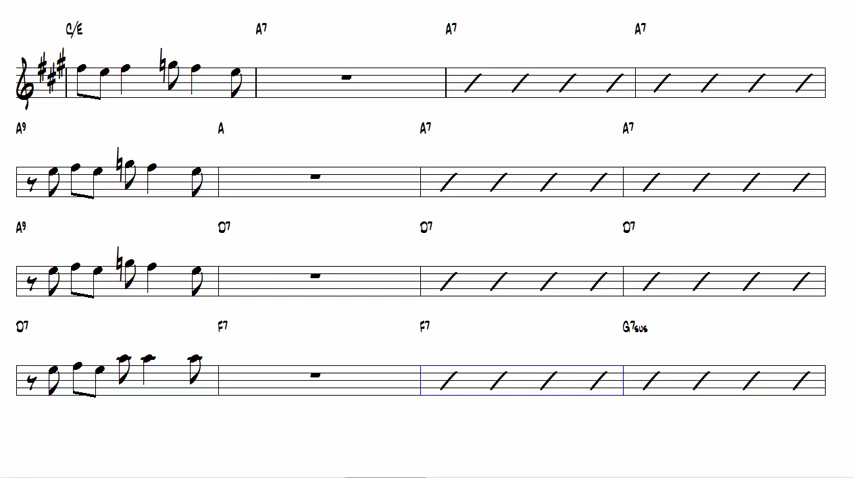 C/E A7 A7 A7
A9 A A7 A7
A9 D7 D7 D7
D7 F7 F7 G7sus